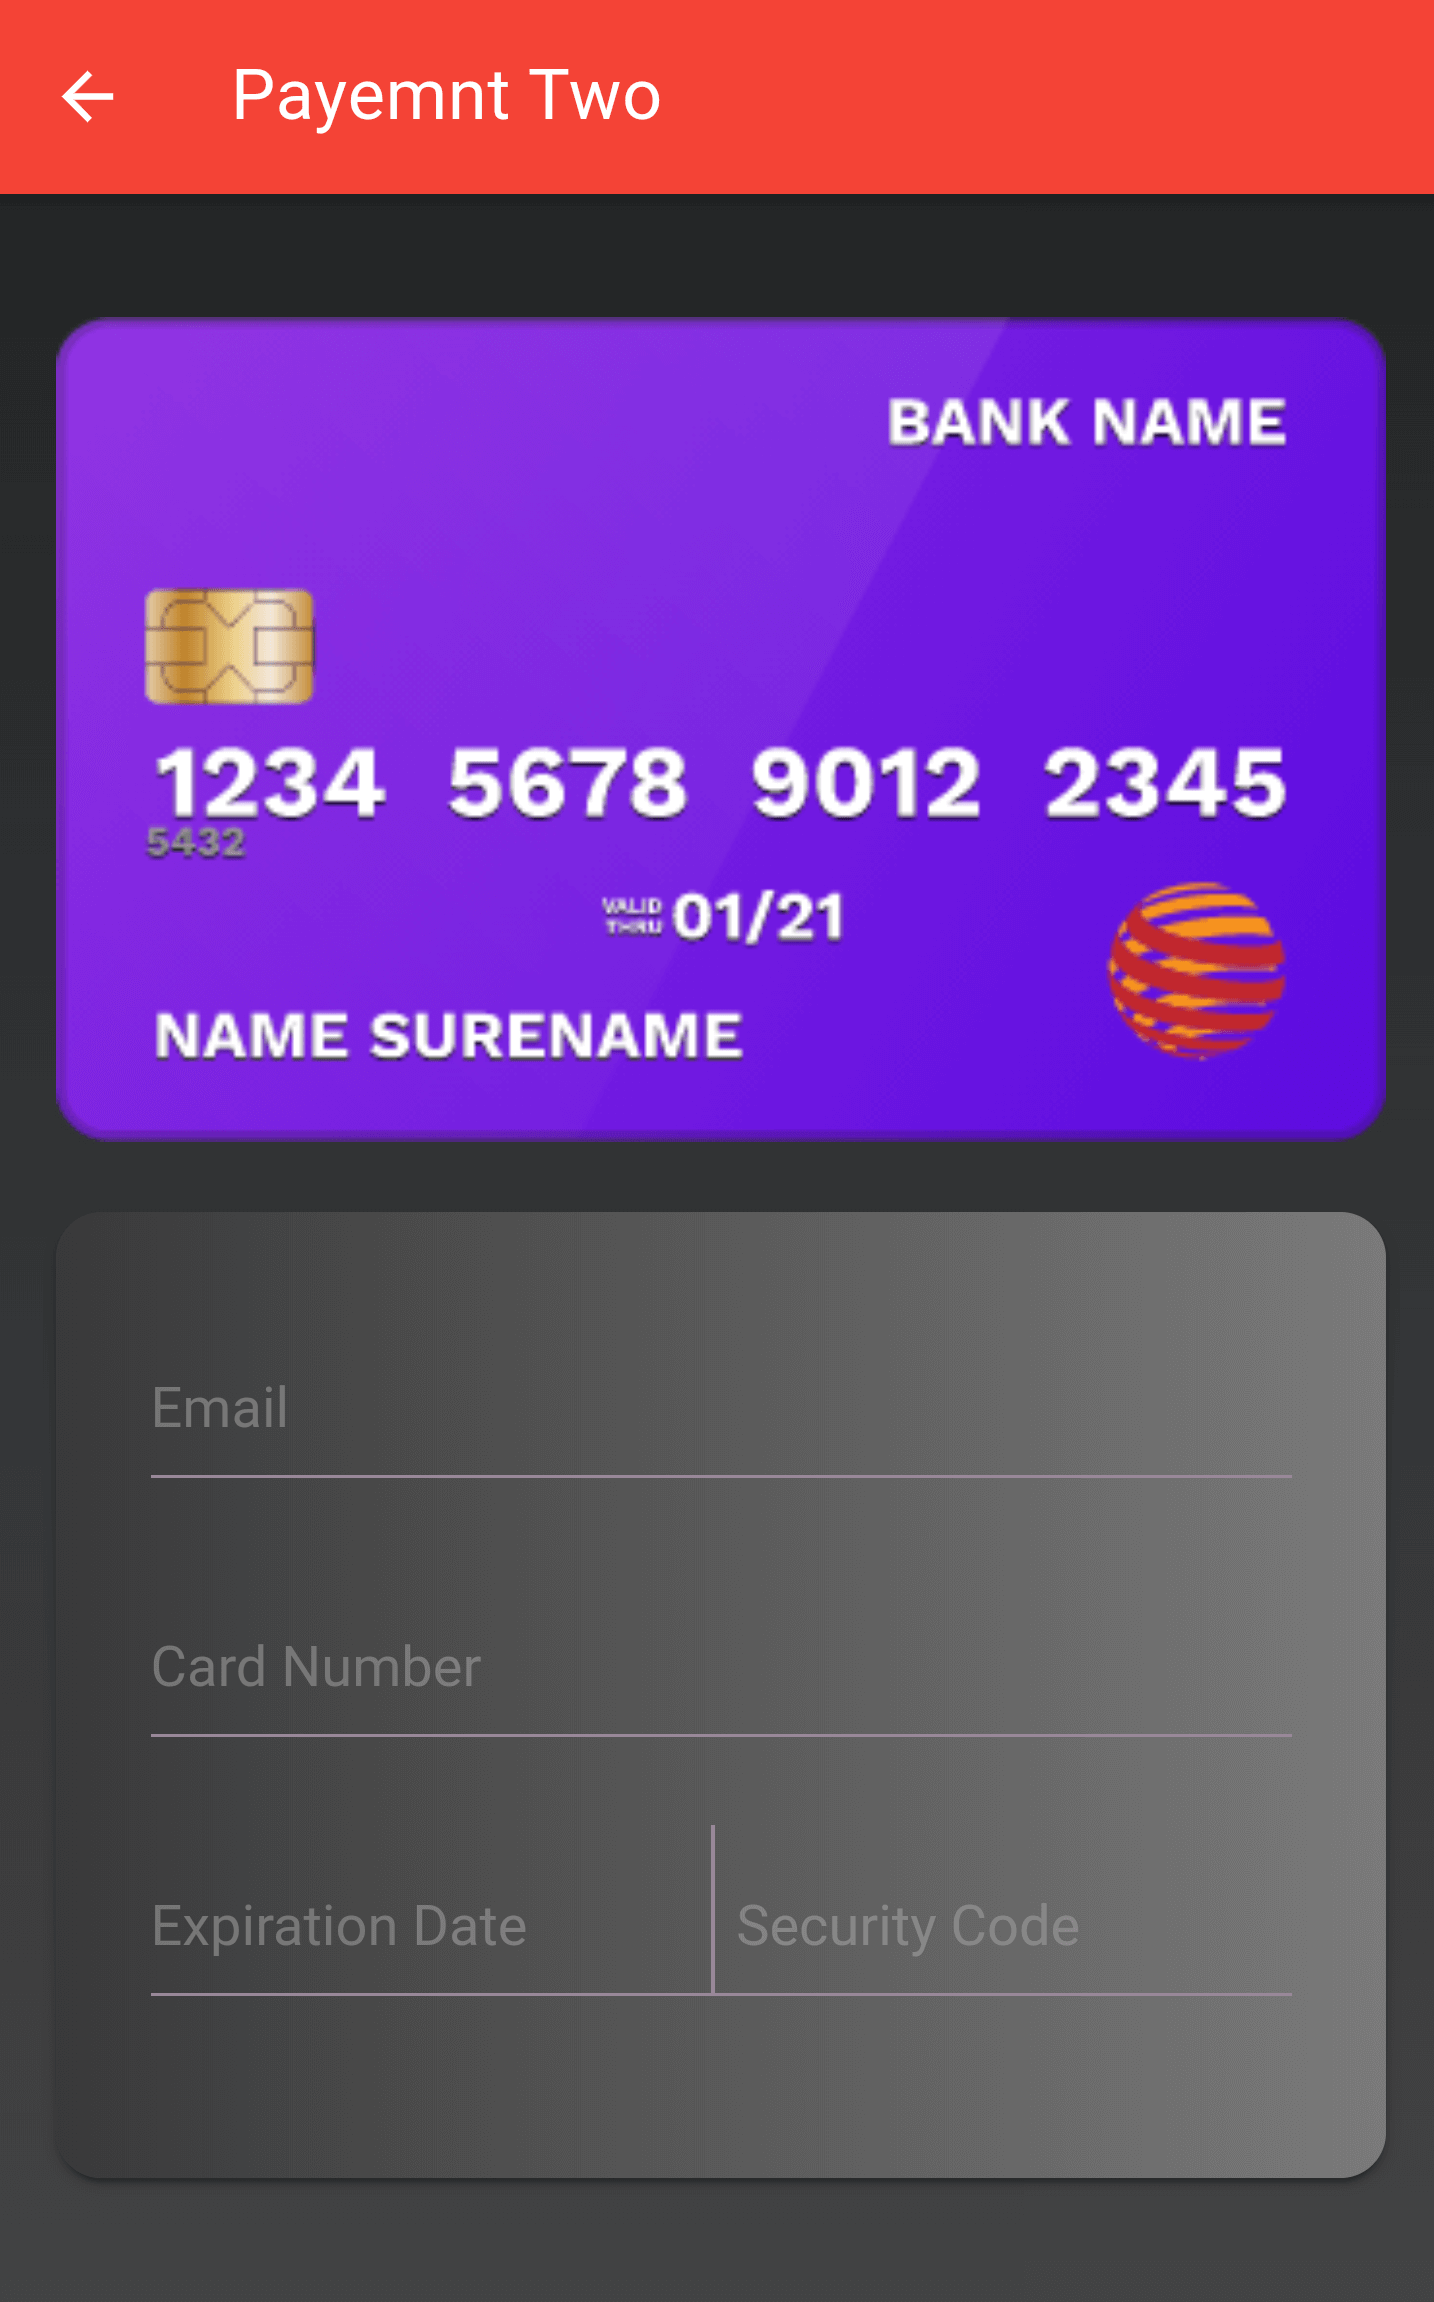 Payemnt Two
BANK NAME
1234 5678 9012 2345
5432
VALID
THRU
01/21
NAME SURENAME
Email
Card Number
Expiration Date
Security Code